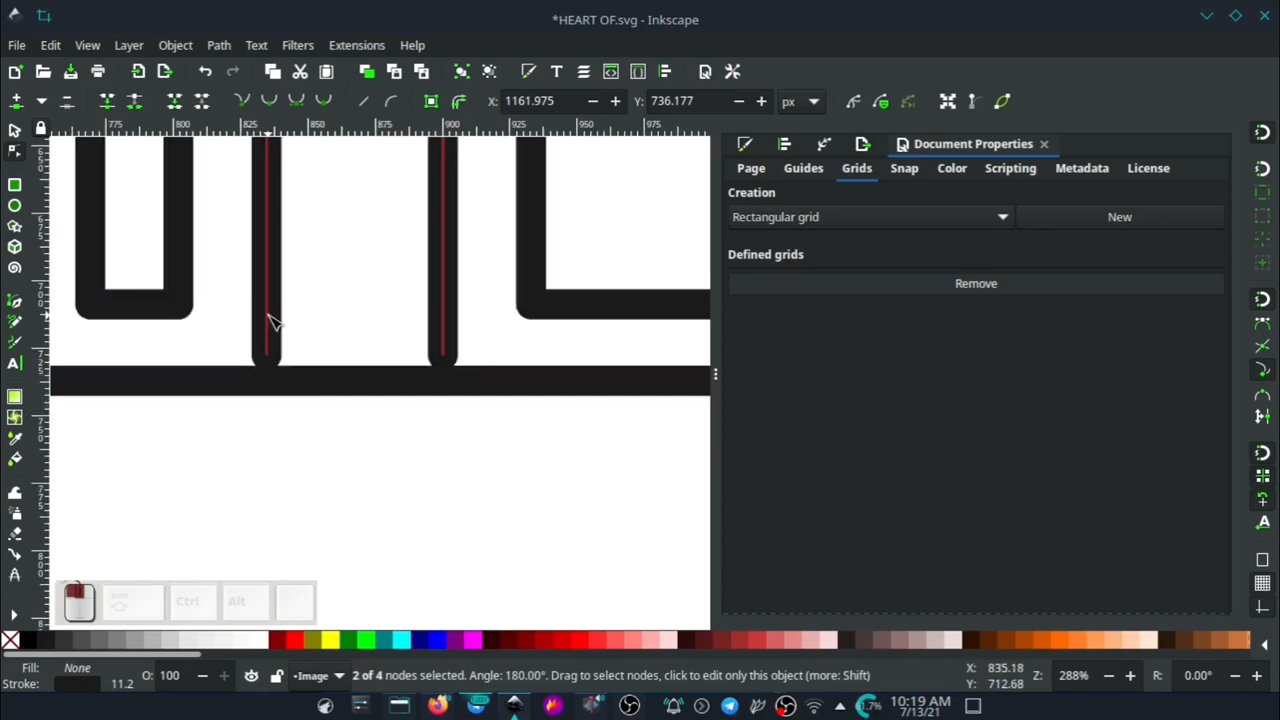 *HEART OF.svg - Inkscape
File Edit View Layer Object Path Text Filters Extensions Help
X: 1161.975 Y: 736.177 px
775 800 825 850 875 900 925 950 975
Document Properties
Page Guides Grids Snap Color Scripting Metadata License
Creation
Rectangular grid New
Defined grids
Remove
Shift Ctrl Alt
Fill: None O: 100 •Image 2 of 4 nodes selected. Angle: 180.00°. Drag to select nodes, click to edit only this object (more: Shift) X: 835.18 Z: 288% R: 0.00°
Stroke: 11.2 Y: 712.68
10:19 AM
7/13/21